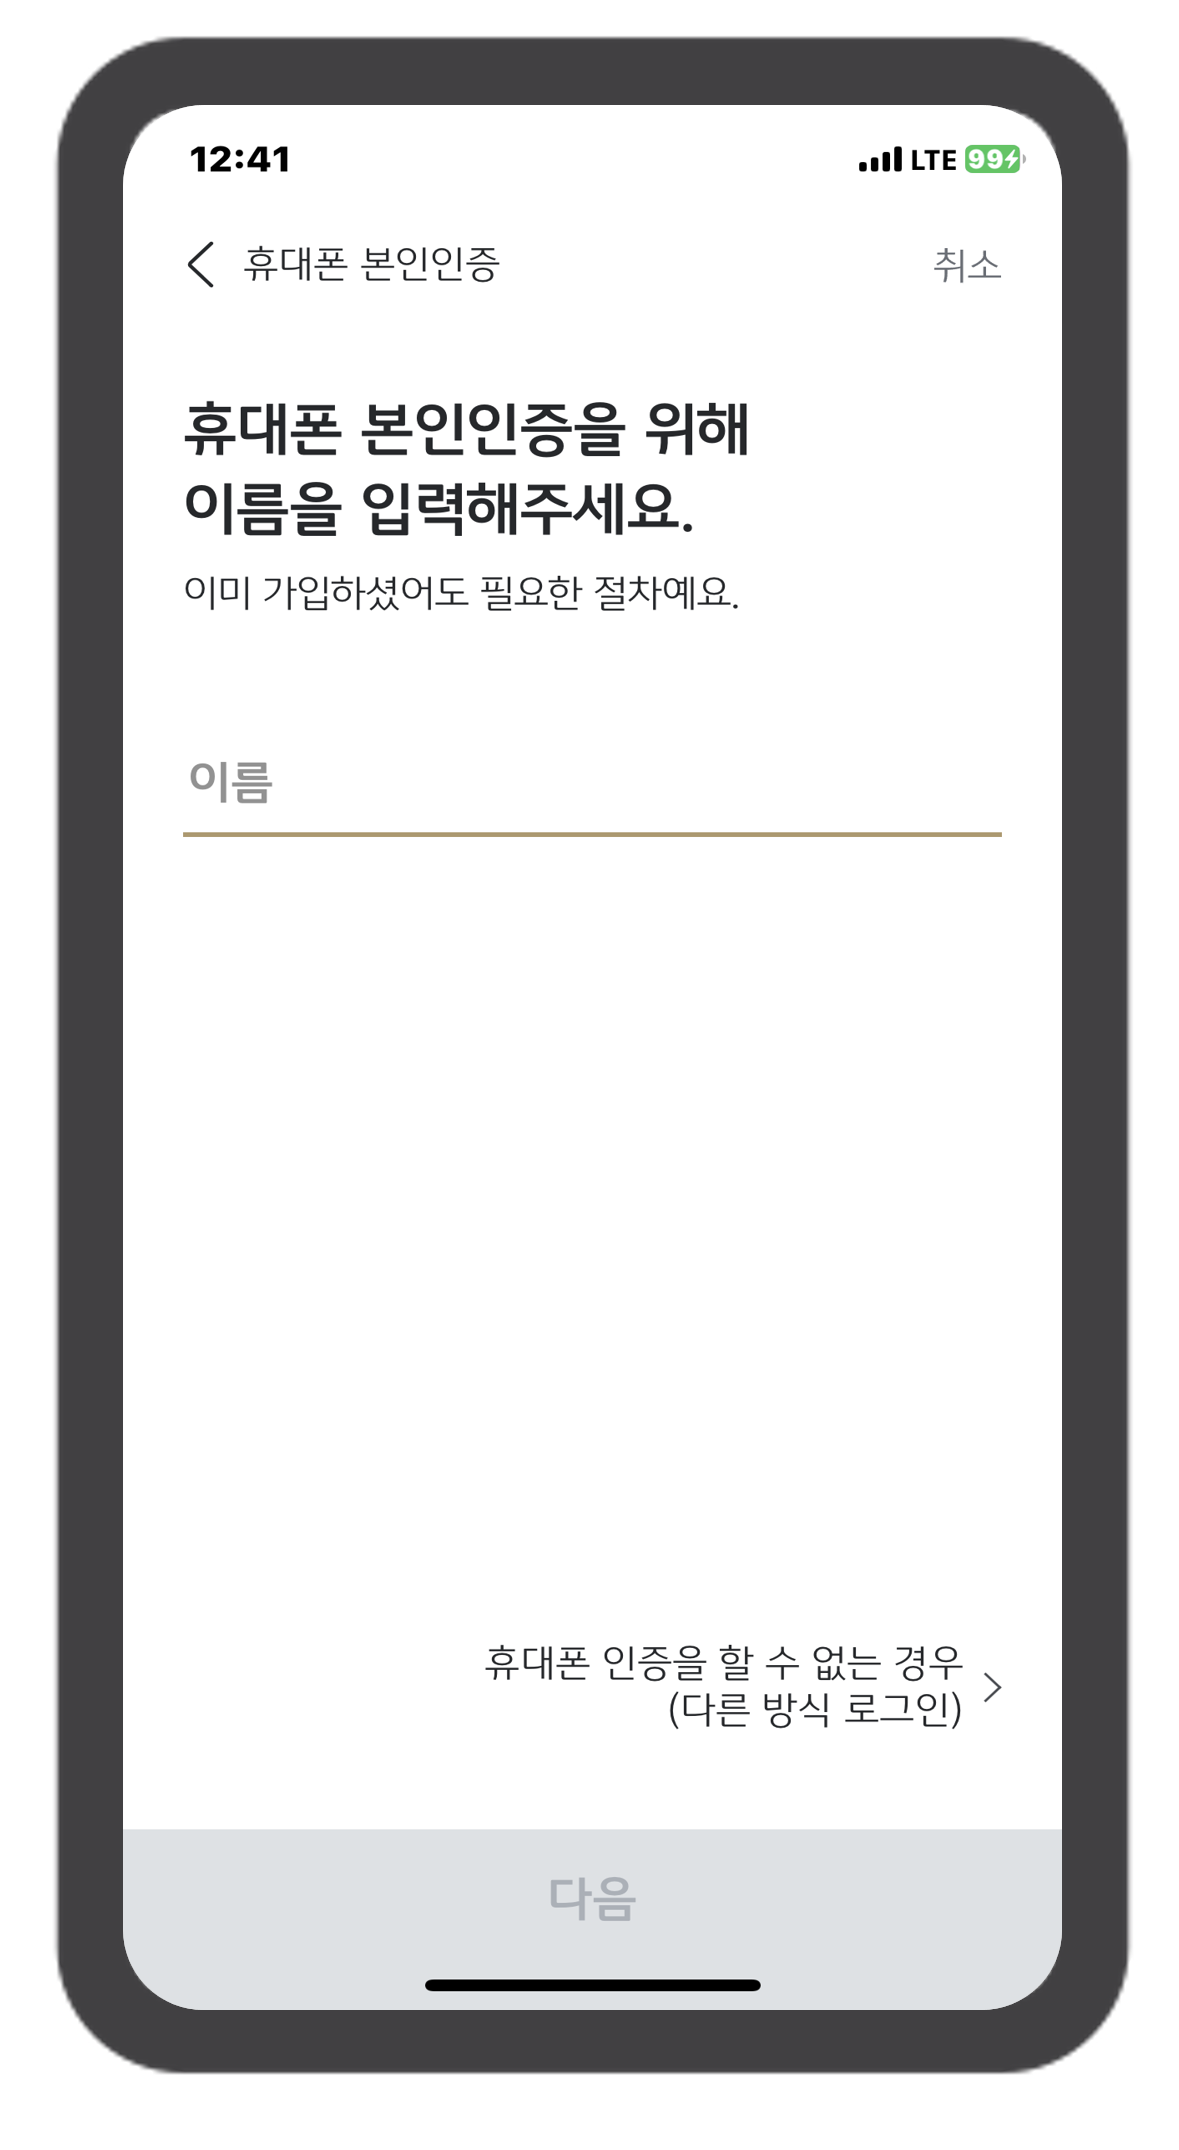 12:41 LTE 99
휴대폰 본인인증 취소
휴대폰 본인인증을 위해
이름을 입력해주세요.
이미 가입하셨어도 필요한 절차예요.
이름
휴대폰 인증을 할 수 없는 경우
(다른 방식 로그인)
다음